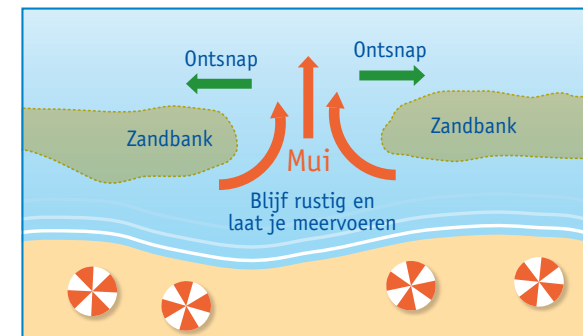 Ontsnap
Ontsnap
Zandbank
Zandbank
Mui
Blijf rustig en
laat je meervoeren